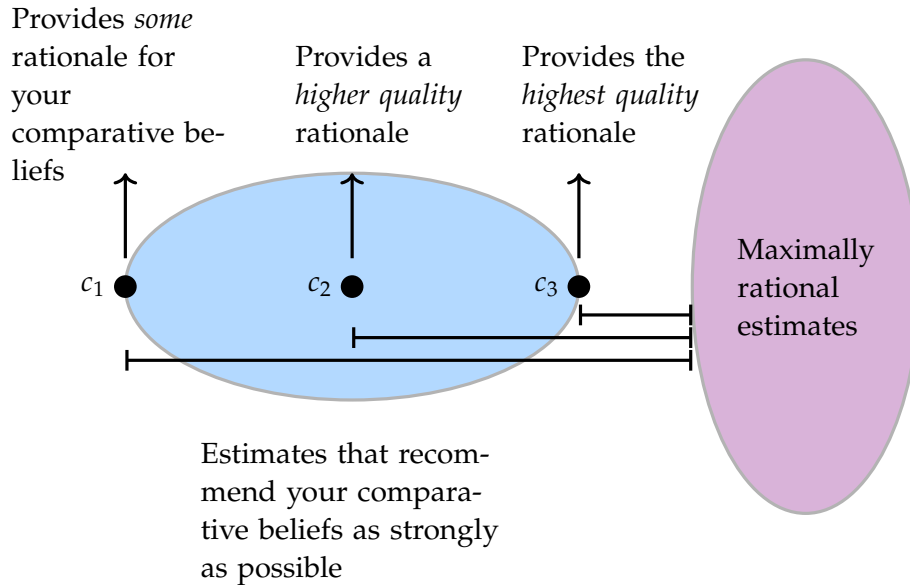 Provides some
rationale for
your
comparative be-
liefs
Provides a
higher quality
rationale
Provides the
highest quality
rationale
c1
c2
c3
Maximally
rational
estimates
Estimates that recom-
mend your compara-
tive beliefs as strongly
as possible